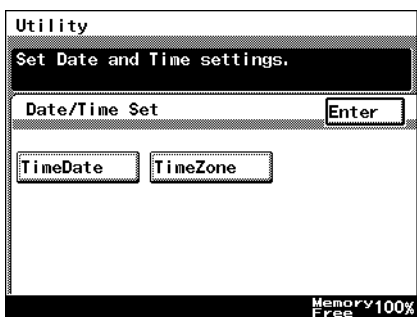 Utility
Set Date and Time settings.
Date/Time Set
Enter
TimeDate
TimeZone
Memory
Free 100%